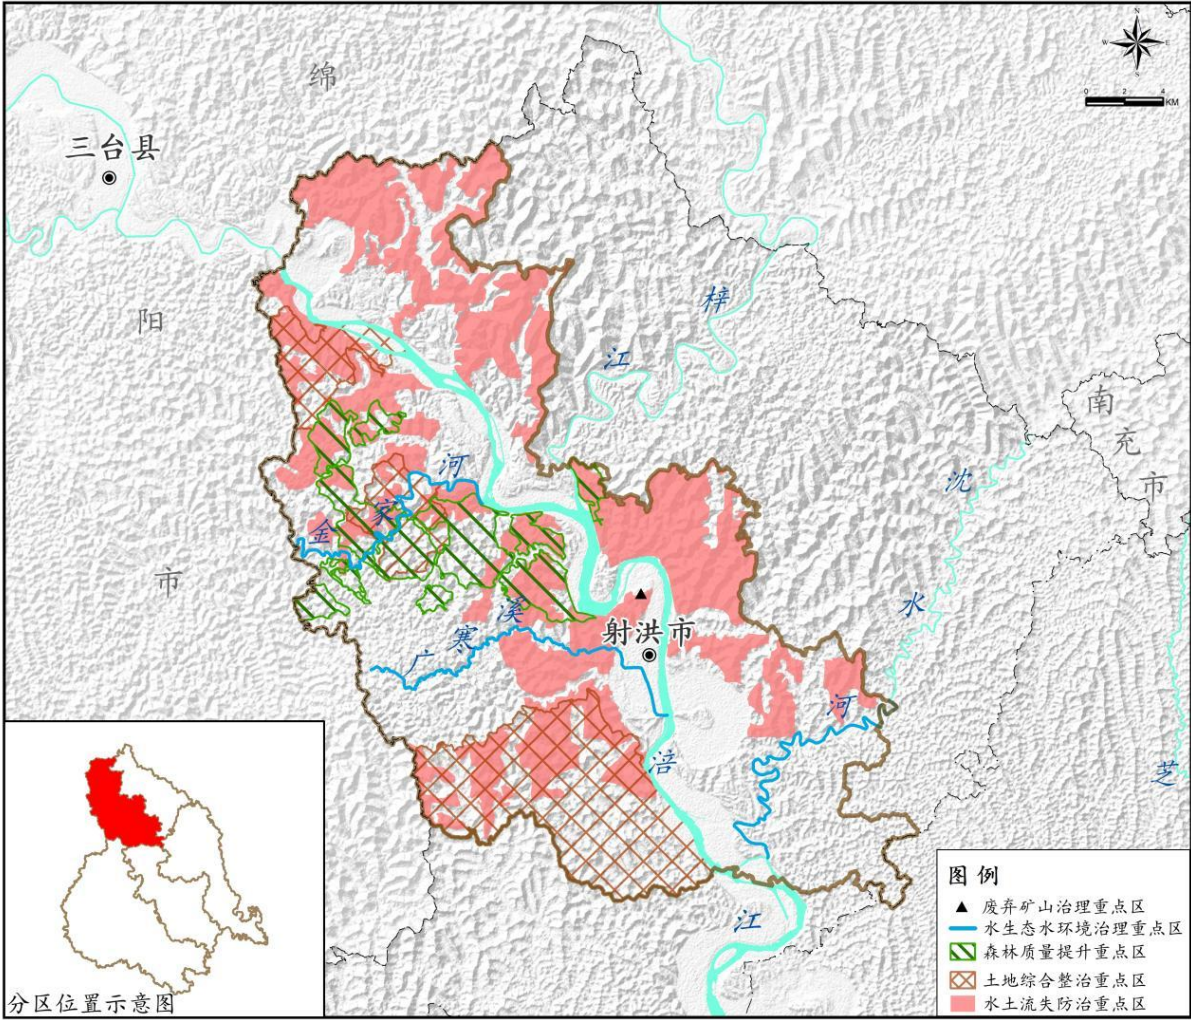 绵
N
W
E
S
0 2 4
KM
三台县
梓
阳
江
南
充
市
河
沈
家
金
市
溪
水
寒
射洪市
广
河
涪
芝
江
图例
废弃矿山治理重点区
水生态水环境治理重点区
森林质量提升重点区
土地综合整治重点区
水土流失防治重点区
分区位置示意图